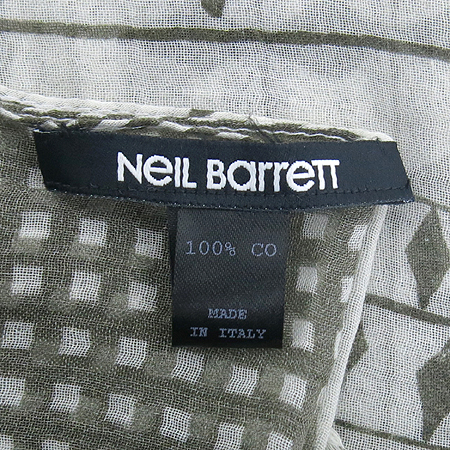 NeIL Barrett
100% CO
MADE
IN ITALY